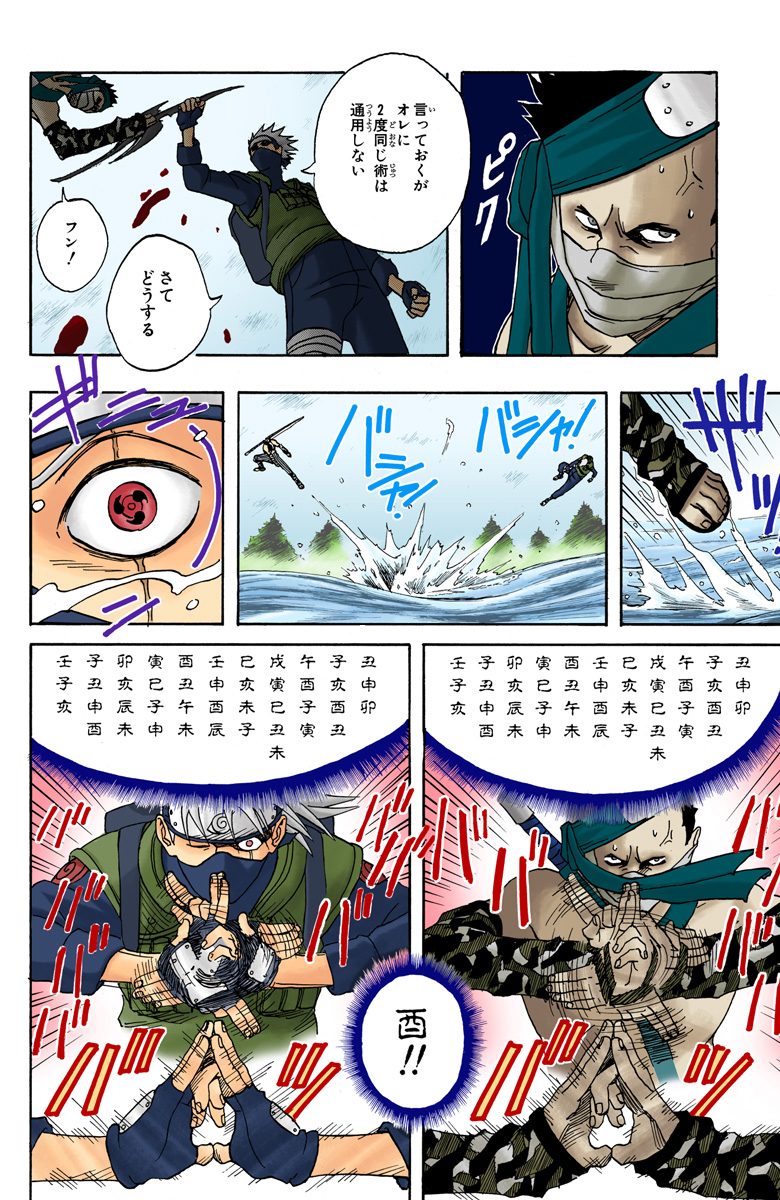 ピク
言っておくが
オレに
2度同じ術は
通用しない
さて
どうする
フン!
バシャ!
バシャ!
丑申卯
子亥酉丑
午酉子寅
戌寅巳丑未
巳亥未子
壬申酉辰
酉丑午未
寅巳子申
卯亥辰未
子丑申酉
壬子亥
丑申卯
子亥酉丑
午酉子寅
戌寅巳丑未
巳亥未子
壬申酉辰
酉丑午未
寅巳子申
卯亥辰未
子丑申酉
壬子亥
酉!!